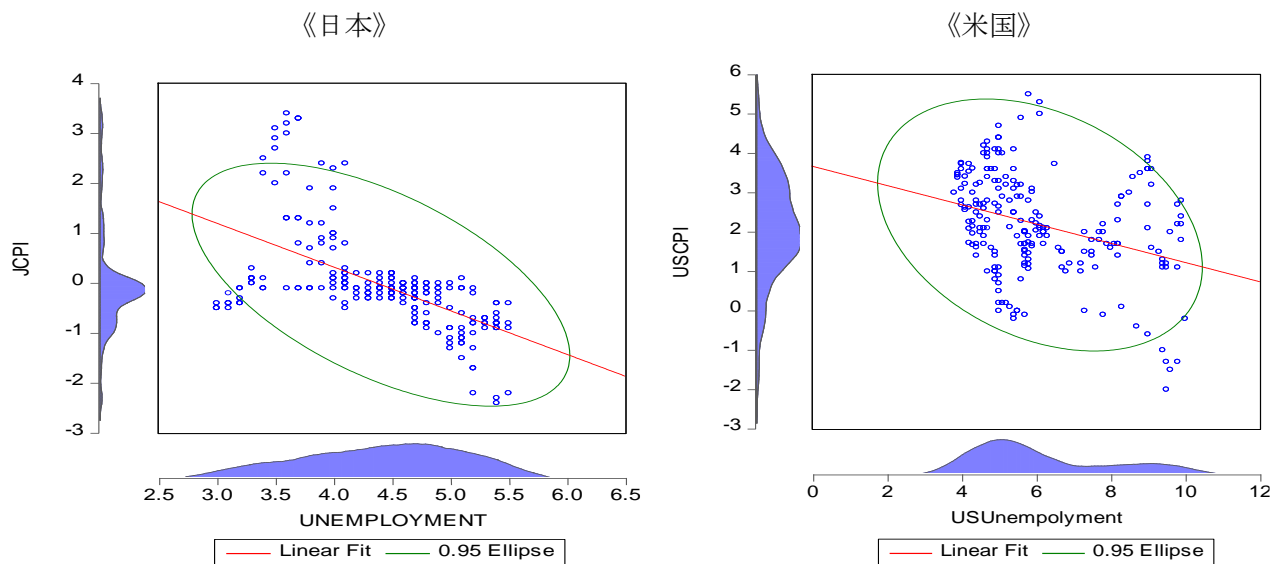 《日本》
4
3
2
1
0
-1
-2
-3
JCPI
2.5 3.0 3.5 4.0 4.5 5.0 5.5 6.0 6.5
UNEMPLOYMENT
Linear Fit 0.95 Ellipse
《米国》
6
5
4
3
2
1
0
-1
-2
-3
USCPI
0 2 4 6 8 10 12
USUnempolyment
Linear Fit 0.95 Ellipse